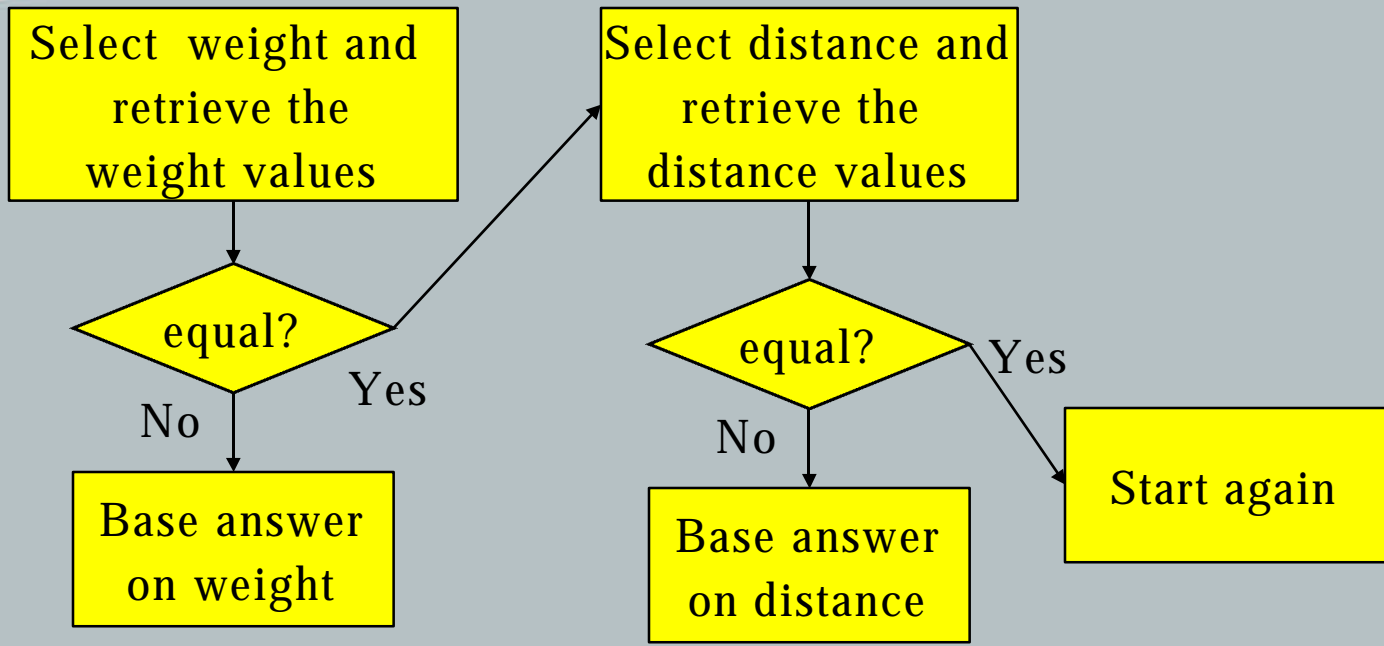 Select weight and
retrieve the
weight values
equal?
Yes
No
Base answer
on weight
Select distance and
retrieve the
distance values
equal?
Yes
No
Base answer
on distance
Start again